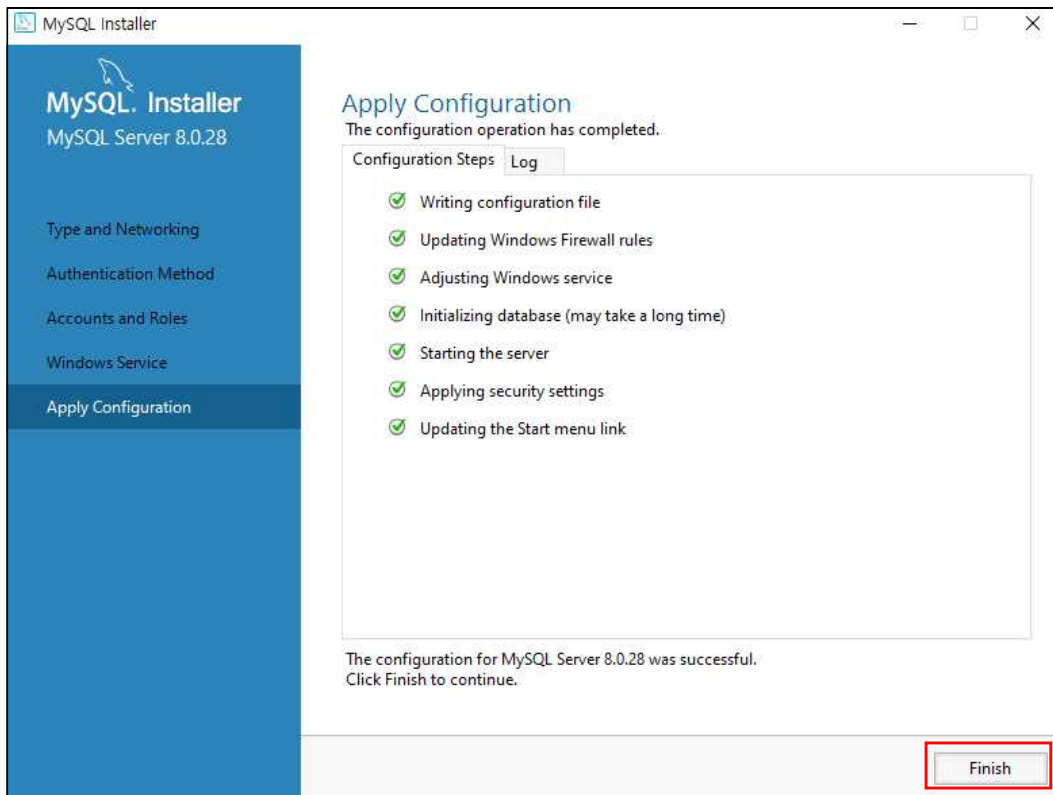 MySQL Installer
MySQL. Installer
MySQL Server 8.0.28
Type and Networking
Authentication Method
Accounts and Roles
Windows Service
Apply Configuration
Apply Configuration
The configuration operation has completed.
Configuration Steps Log
Writing configuration file
Updating Windows Firewall rules
Adjusting Windows service
Initializing database (may take a long time)
Starting the server
Applying security settings
Updating the Start menu link
The configuration for MySQL Server 8.0.28 was successful.
Click Finish to continue.
Finish